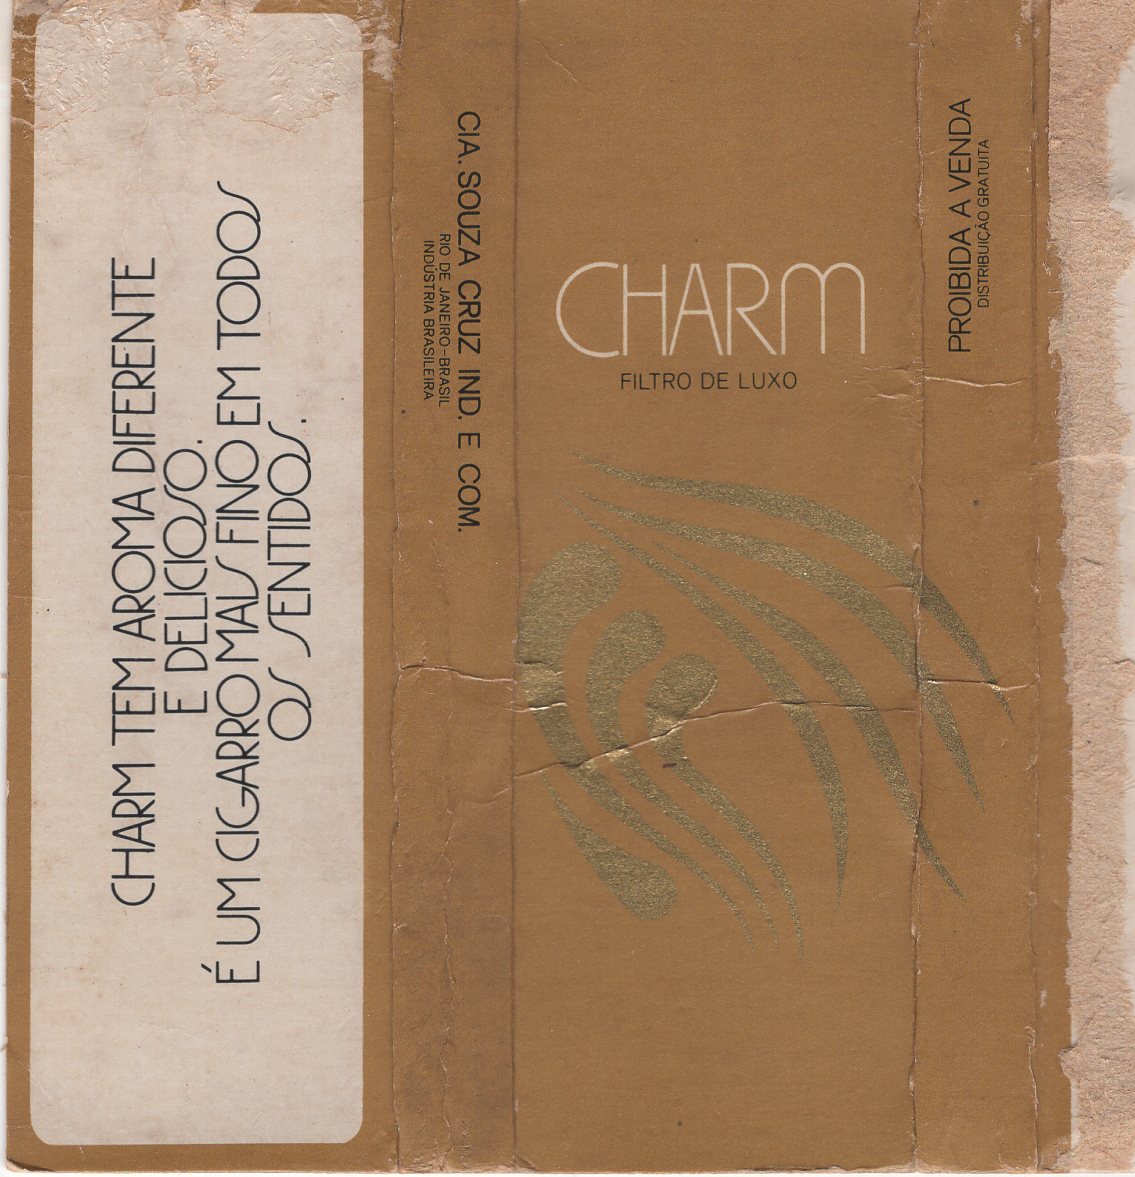 CHARM TEM AROMA DIFERENTE
E DELICIOSO.
É UM CIGARRO MAIS FINO EM TODOS
OS SENTIDOS.
CIA. SOUZA CRUZ IND. E COM.
RIO DE JANEIRO-BRASIL
INDÚSTRIA BRASILEIRA
CHARM
FILTRO DE LUXO
PROIBIDA A VENDA
DISTRIBUIÇÃO GRATUITA